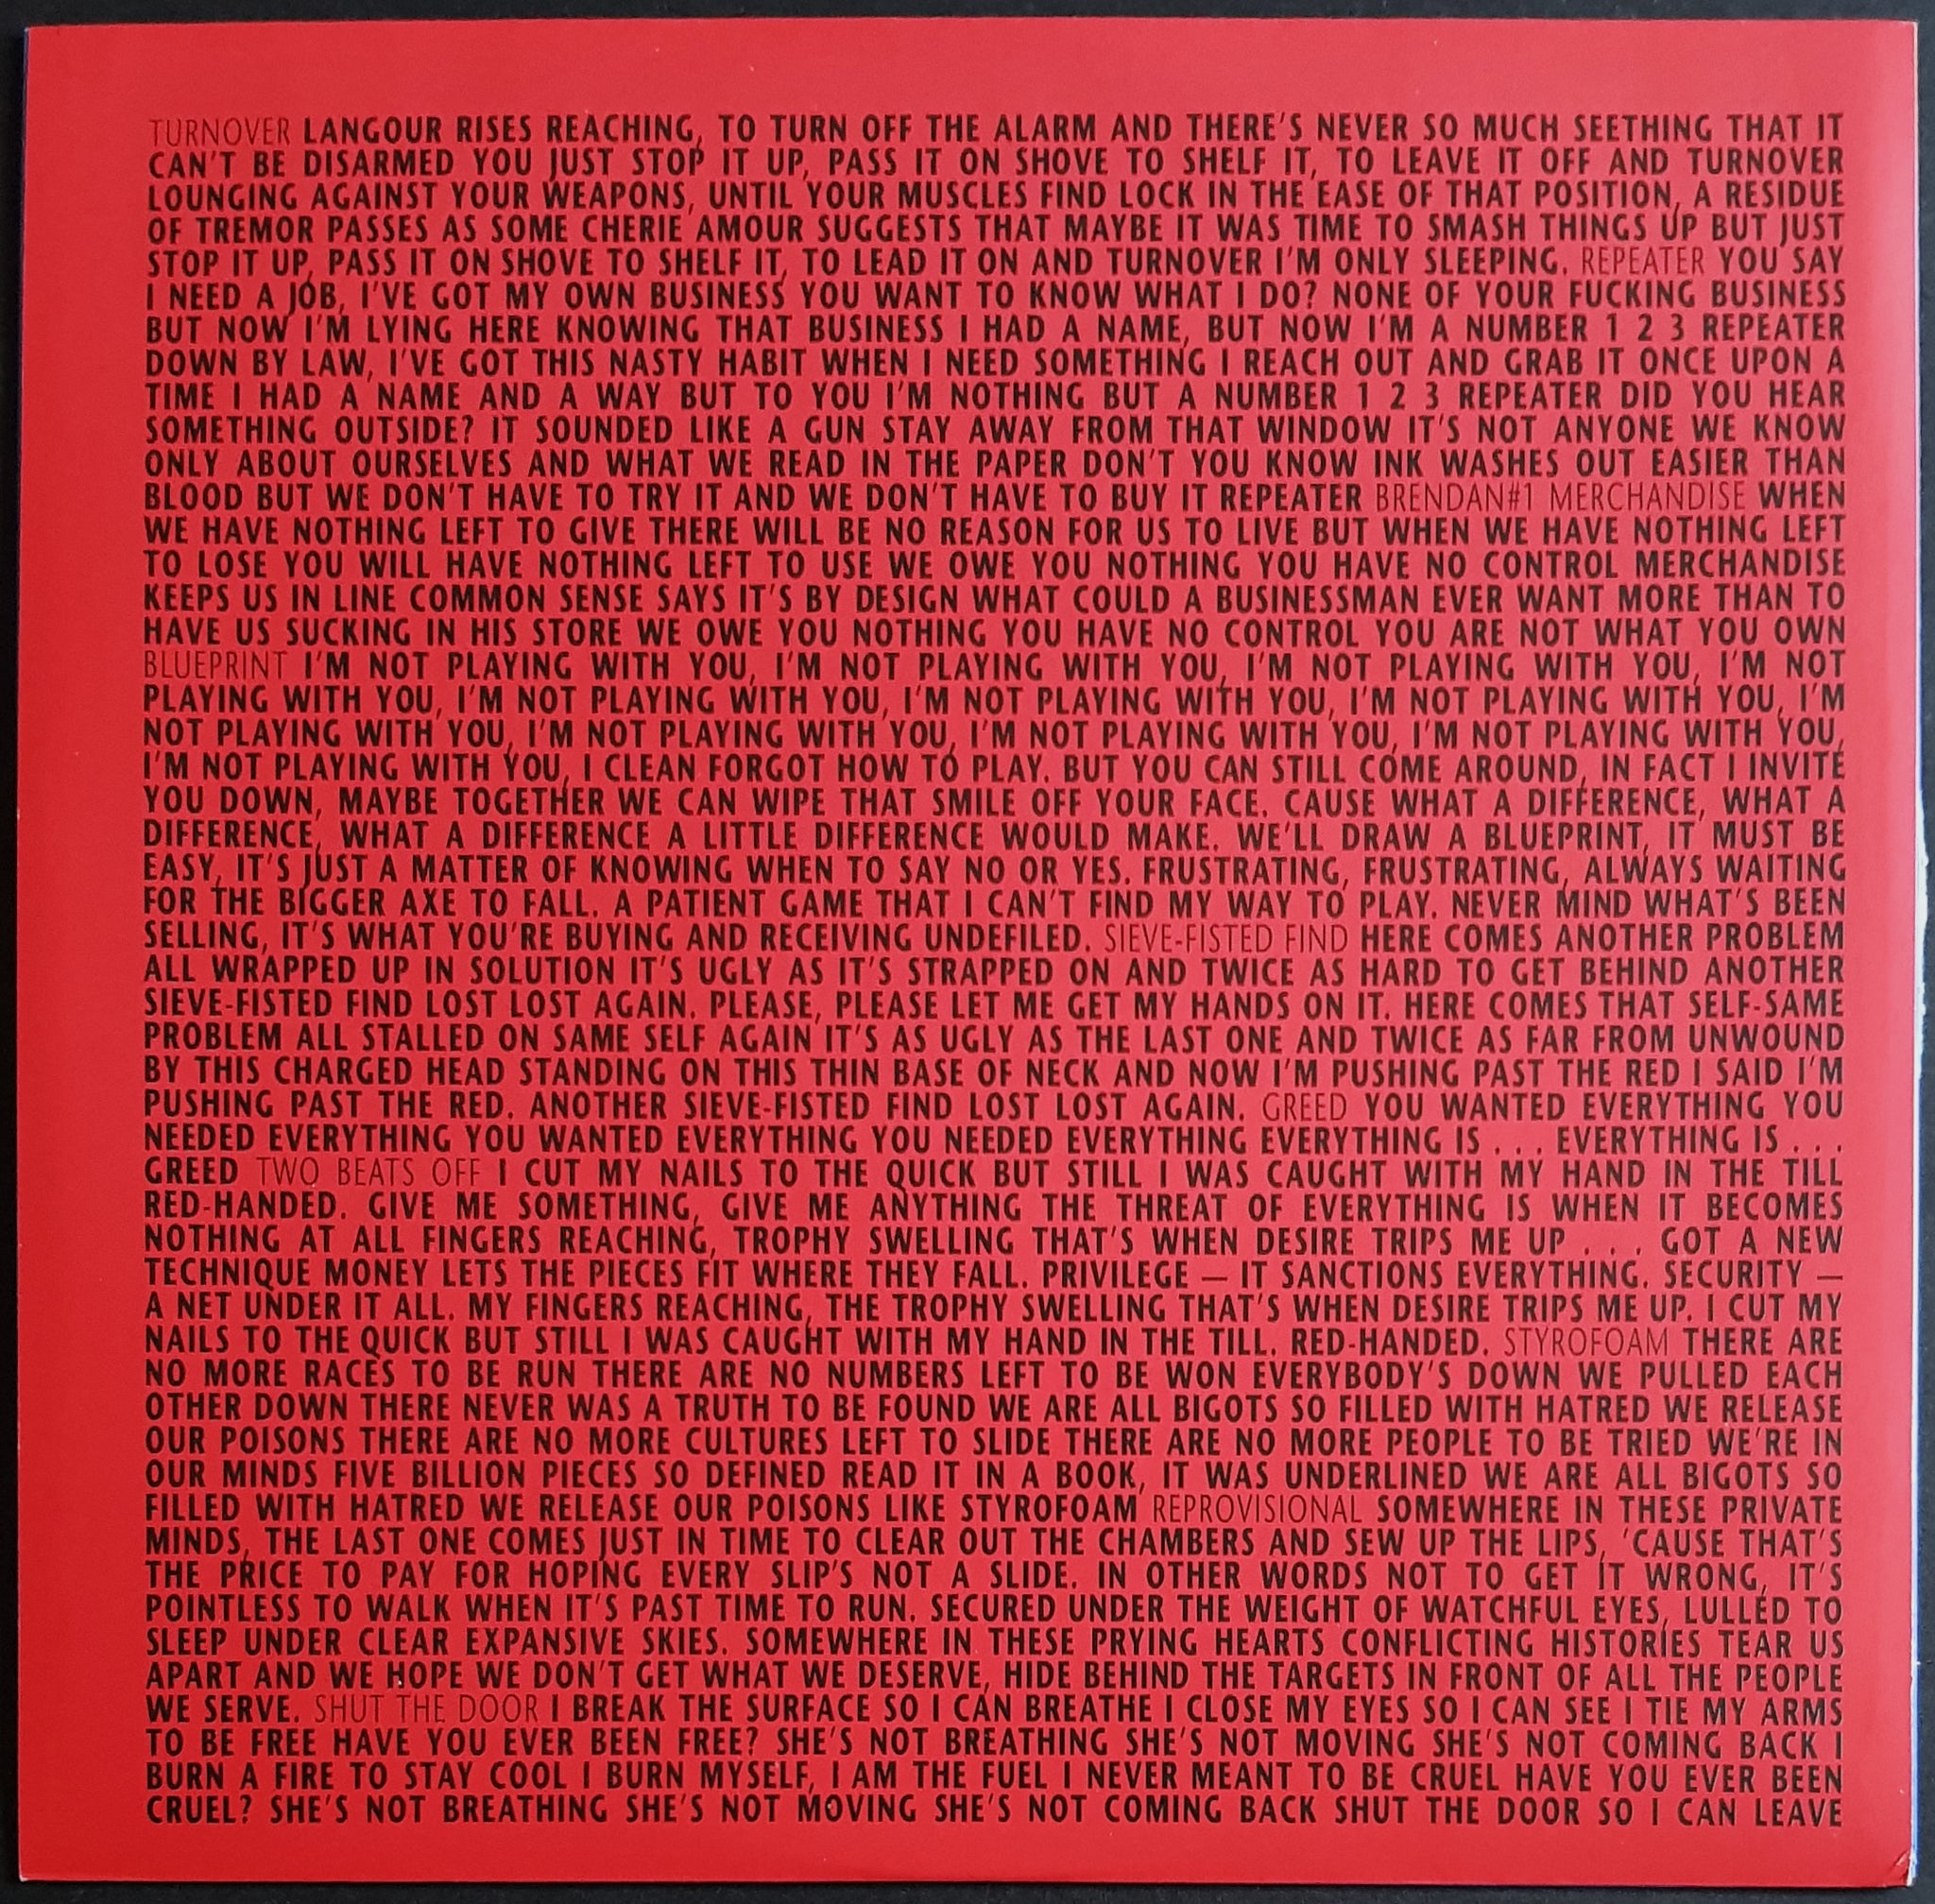 TURNOVER LANGOUR RISES REACHING, TO TURN OFF THE ALARM AND THERE'S NEVER SO MUCH SEETHING THAT IT
CAN'T BE DISARMED YOU JUST STOP IT UP, PASS IT ON SHOVE TO SHELF IT, TO LEAVE IT OFF AND TURNOVER
LOUNGING AGAINST YOUR WEAPONS, UNTIL YOUR MUSCLES FIND LOCK IN THE EASE OF THAT POSITION, A RESIDUE
OF TREMOR PASSES AS SOME CHERIE AMOUR SUGGESTS THAT MAYBE IT WAS TIME TO SMASH THINGS UP BUT JUST
STOP IT UP, PASS IT ON SHOVE TO SHELF IT, TO LEAD IT ON AND TURNOVER I'M ONLY SLEEPING. REPEATER YOU SAY
I NEED A JOB, I'VE GOT MY OWN BUSINESS YOU WANT TO KNOW WHAT I DO? NONE OF YOUR FUCKING BUSINESS
BUT NOW I'M LYING HERE KNOWING THAT BUSINESS I HAD A NAME, BUT NOW I'M A NUMBER 1 2 3 REPEATER
DOWN BY LAW, I'VE GOT THIS NASTY HABIT WHEN I NEED SOMETHING I REACH OUT AND GRAB IT ONCE UPON A
TIME I HAD A NAME AND A WAY BUT TO YOU I'M NOTHING BUT A NUMBER 1 2 3 REPEATER DID YOU HEAR
SOMETHING OUTSIDE? IT SOUNDED LIKE A GUN STAY AWAY FROM THAT WINDOW IT'S NOT ANYONE WE KNOW
ONLY ABOUT OURSELVES AND WHAT WE READ IN THE PAPER DON'T YOU KNOW INK WASHES OUT EASIER THAN
BLOOD BUT WE DON'T HAVE TO TRY IT AND WE DON'T HAVE TO BUY IT REPEATER BRENDAN#1 MERCHANDISE WHEN
WE HAVE NOTHING LEFT TO GIVE THERE WILL BE NO REASON FOR US TO LIVE BUT WHEN WE HAVE NOTHING LEFT
TO LOSE YOU WILL HAVE NOTHING LEFT TO USE WE OWE YOU NOTHING YOU HAVE NO CONTROL MERCHANDISE
KEEPS US IN LINE COMMON SENSE SAYS IT'S BY DESIGN WHAT COULD A BUSINESSMAN EVER WANT MORE THAN TO
HAVE US SUCKING IN HIS STORE WE OWE YOU NOTHING YOU HAVE NO CONTROL YOU ARE NOT WHAT YOU OWN
BLUEPRINT I'M NOT PLAYING WITH YOU, I'M NOT PLAYING WITH YOU, I'M NOT PLAYING WITH YOU, I'M NOT
PLAYING WITH YOU, I'M NOT PLAYING WITH YOU, I'M NOT PLAYING WITH YOU, I'M NOT PLAYING WITH YOU, I'M
NOT PLAYING WITH YOU, I'M NOT PLAYING WITH YOU, I'M NOT PLAYING WITH YOU, I'M NOT PLAYING WITH YOU,
I'M NOT PLAYING WITH YOU, I CLEAN FORGOT HOW TO PLAY. BUT YOU CAN STILL COME AROUND, IN FACT I INVITE
YOU DOWN, MAYBE TOGETHER WE CAN WIPE THAT SMILE OFF YOUR FACE. CAUSE WHAT A DIFFERENCE, WHAT A
DIFFERENCE, WHAT A DIFFERENCE A LITTLE DIFFERENCE WOULD MAKE. WE'LL DRAW A BLUEPRINT, IT MUST BE
EASY, IT'S JUST A MATTER OF KNOWING WHEN TO SAY NO OR YES. FRUSTRATING, FRUSTRATING, ALWAYS WAITING
FOR THE BIGGER AXE TO FALL. A PATIENT GAME THAT I CAN'T FIND MY WAY TO PLAY. NEVER MIND WHAT'S BEEN
SELLING, IT'S WHAT YOU'RE BUYING AND RECEIVING UNDEFILED. SIEVE-FISTED FIND HERE COMES ANOTHER PROBLEM
ALL WRAPPED UP IN SOLUTION IT'S UGLY AS IT'S STRAPPED ON AND TWICE AS HARD TO GET BEHIND ANOTHER
SIEVE-FISTED FIND LOST LOST AGAIN. PLEASE, PLEASE LET ME GET MY HANDS ON IT. HERE COMES THAT SELF-SAME
PROBLEM ALL STALLED ON SAME SELF AGAIN IT'S AS UGLY AS THE LAST ONE AND TWICE AS FAR FROM UNWOUND
BY THIS CHARGED HEAD STANDING ON THIS THIN BASE OF NECK AND NOW I'M PUSHING PAST THE RED I SAID I'M
PUSHING PAST THE RED. ANOTHER SIEVE-FISTED FIND LOST LOST AGAIN. GREED YOU WANTED EVERYTHING YOU
NEEDED EVERYTHING YOU WANTED EVERYTHING YOU NEEDED EVERYTHING EVERYTHING IS . . . EVERYTHING IS . . .
GREED TWO BEATS OFF I CUT MY NAILS TO THE QUICK BUT STILL I WAS CAUGHT WITH MY HAND IN THE TILL
RED-HANDED. GIVE ME SOMETHING, GIVE ME ANYTHING THE THREAT OF EVERYTHING IS WHEN IT BECOMES
NOTHING AT ALL FINGERS REACHING, TROPHY SWELLING THAT'S WHEN DESIRE TRIPS ME UP . . . GOT A NEW
TECHNIQUE MONEY LETS THE PIECES FIT WHERE THEY FALL. PRIVILEGE – IT SANCTIONS EVERYTHING. SECURITY –
A NET UNDER IT ALL. MY FINGERS REACHING, THE TROPHY SWELLING THAT'S WHEN DESIRE TRIPS ME UP. I CUT MY
NAILS TO THE QUICK BUT STILL I WAS CAUGHT WITH MY HAND IN THE TILL. RED-HANDED. STYROFOAM THERE ARE
NO MORE RACES TO BE RUN THERE ARE NO NUMBERS LEFT TO BE WON EVERYBODY'S DOWN WE PULLED EACH
OTHER DOWN THERE NEVER WAS A TRUTH TO BE FOUND WE ARE ALL BIGOTS SO FILLED WITH HATRED WE RELEASE
OUR POISONS THERE ARE NO MORE CULTURES LEFT TO SLIDE THERE ARE NO MORE PEOPLE TO BE TRIED WE'RE IN
OUR MINDS FIVE BILLION PIECES SO DEFINED READ IT IN A BOOK, IT WAS UNDERLINED WE ARE ALL BIGOTS SO
FILLED WITH HATRED WE RELEASE OUR POISONS LIKE STYROFOAM REPROVISIONAL SOMEWHERE IN THESE PRIVATE
MINDS, THE LAST ONE COMES JUST IN TIME TO CLEAR OUT THE CHAMBERS AND SEW UP THE LIPS, 'CAUSE THAT'S
THE PRICE TO PAY FOR HOPING EVERY SLIP'S NOT A SLIDE. IN OTHER WORDS NOT TO GET IT WRONG, IT'S
POINTLESS TO WALK WHEN IT'S PAST TIME TO RUN. SECURED UNDER THE WEIGHT OF WATCHFUL EYES, LULLED TO
SLEEP UNDER CLEAR EXPANSIVE SKIES. SOMEWHERE IN THESE PRYING HEARTS CONFLICTING HISTORIES TEAR US
APART AND WE HOPE WE DON'T GET WHAT WE DESERVE, HIDE BEHIND THE TARGETS IN FRONT OF ALL THE PEOPLE
WE SERVE. SHUT THE DOOR I BREAK THE SURFACE SO I CAN BREATHE I CLOSE MY EYES SO I CAN SEE I TIE MY ARMS
TO BE FREE HAVE YOU EVER BEEN FREE? SHE'S NOT BREATHING SHE'S NOT MOVING SHE'S NOT COMING BACK I
BURN A FIRE TO STAY COOL I BURN MYSELF, I AM THE FUEL I NEVER MEANT TO BE CRUEL HAVE YOU EVER BEEN
CRUEL? SHE'S NOT BREATHING SHE'S NOT MOVING SHE'S NOT COMING BACK SHUT THE DOOR SO I CAN LEAVE